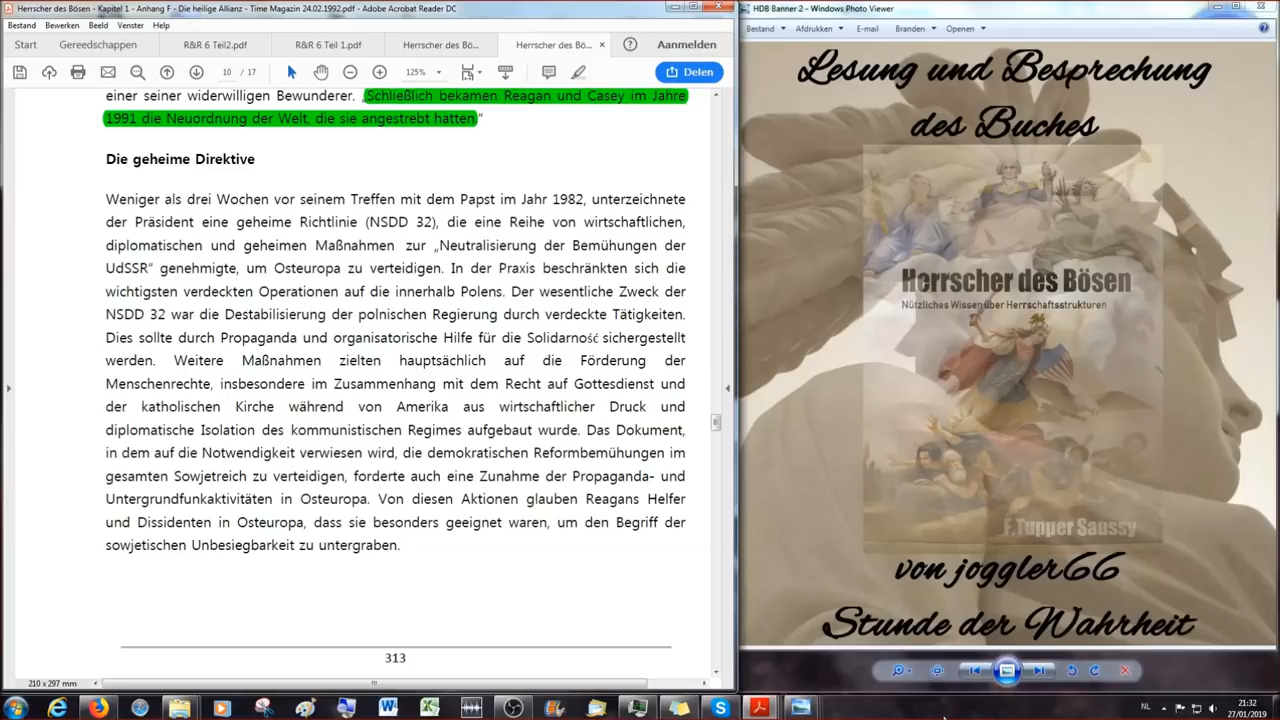 Herrscher des Bösen - Kapitel 1 - Anhang F - Die heilige Allianz - Time Magazin 24.02.1992.pdf - Adobe Acrobat Reader DC
Bestand Bewerken Beeld Venster Help
Start Gereedschappen R&R 6 Teil2.pdf R&R 6 Teil 1.pdf Herrscher des Bö... Herrscher des Bö... × Aanmelden
10 / 17 125% Delen
einer seiner widerwilligen Bewunderer. „Schließlich bekamen Reagan und Casey im Jahre
1991 die Neuordnung der Welt, die sie angestrebt hatten.“
Die geheime Direktive
Weniger als drei Wochen vor seinem Treffen mit dem Papst im Jahr 1982, unterzeichnete
der Präsident eine geheime Richtlinie (NSDD 32), die eine Reihe von wirtschaftlichen,
diplomatischen und geheimen Maßnahmen zur „Neutralisierung der Bemühungen der
UdSSR“ genehmigte, um Osteuropa zu verteidigen. In der Praxis beschränkten sich die
wichtigsten verdeckten Operationen auf die innerhalb Polens. Der wesentliche Zweck der
NSDD 32 war die Destabilisierung der polnischen Regierung durch verdeckte Tätigkeiten.
Dies sollte durch Propaganda und organisatorische Hilfe für die Solidarność sichergestellt
werden. Weitere Maßnahmen zielten hauptsächlich auf die Förderung der
Menschenrechte, insbesondere im Zusammenhang mit dem Recht auf Gottesdienst und
der katholischen Kirche während von Amerika aus wirtschaftlicher Druck und
diplomatische Isolation des kommunistischen Regimes aufgebaut wurde. Das Dokument,
in dem auf die Notwendigkeit verwiesen wird, die demokratischen Reformbemühungen im
gesamten Sowjetreich zu verteidigen, forderte auch eine Zunahme der Propaganda- und
Untergrundfunkaktivitäten in Osteuropa. Von diesen Aktionen glauben Reagans Helfer
und Dissidenten in Osteuropa, dass sie besonders geeignet waren, um den Begriff der
sowjetischen Unbesiegbarkeit zu untergraben.
313
210 x 297 mm
HDB Banner 2 - Windows Photo Viewer
Bestand Afdrukken E-mail Branden Openen
Lesung und Besprechung
des Buches
Herrscher des Bösen
Nützliches Wissen über Herrschaftsstrukturen
F.Tupper Saussy
von joggler66
Stunde der Wahrheit
NL 21:32
27/01/2019